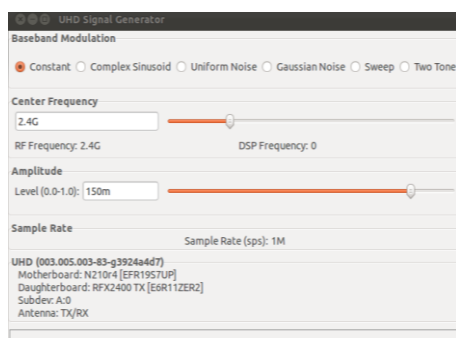 UHD Signal Generator
Baseband Modulation
Constant Complex Sinusoid Uniform Noise Gaussian Noise Sweep Two Tone
Center Frequency
2.4G
RF Frequency: 2.4G DSP Frequency: 0
Amplitude
Level (0.0-1.0): 150m
Sample Rate
Sample Rate (sps): 1M
UHD (003.005.003-83-g3924a4d7)
Motherboard: N210r4 [EFR19S7UP]
Daughterboard: RFX2400 TX [E6R11ZER2]
Subdev: A:0
Antenna: TX/RX